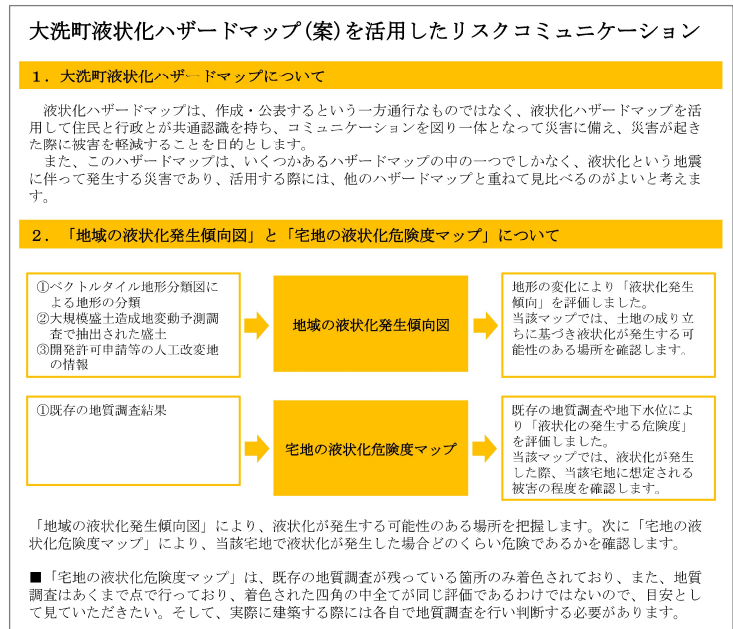 大洗町液状化ハザードマップ(案)を活用したリスクコミュニケーション
１．大洗町液状化ハザードマップについて
　液状化ハザードマップは、作成・公表するという一方通行なものではなく、液状化ハザードマップを活
用して住民と行政とが共通認識を持ち、コミュニケーションを図り一体となって災害に備え、災害が起き
た際に被害を軽減することを目的とします。
　また、このハザードマップは、いくつかあるハザードマップの中の一つでしかなく、液状化という地震
に伴って発生する災害であり、活用する際には、他のハザードマップと重ねて見比べるのがよいと考えま
す。
２．「地域の液状化発生傾向図」と「宅地の液状化危険度マップ」について
①ベクトルタイル地形分類図に
よる地形の分類
②大規模盛土造成地変動予測調
査で抽出された盛土
③開発許可申請等の人工改変地
の情報
地域の液状化発生傾向図
地形の変化により「液状化発生
傾向」を評価しました。
当該マップでは、土地の成り立
ちに基づき液状化が発生する可
能性のある場所を確認します。
①既存の地質調査結果
宅地の液状化危険度マップ
既存の地質調査や地下水位によ
り「液状化の発生する危険度」
を評価しました。
当該マップでは、液状化が発生
した際、当該宅地に想定される
被害の程度を確認します。
「地域の液状化発生傾向図」により、液状化が発生する可能性のある場所を把握します。次に「宅地の液
状化危険度マップ」により、当該宅地で液状化が発生した場合どのくらい危険であるかを確認します。
■「宅地の液状化危険度マップ」は、既存の地質調査が残っている箇所のみ着色されており、また、地質
調査はあくまで点で行っており、着色された四角の中全てが同じ評価であるわけではないので、目安とし
て見ていただきたい。そして、実際に建築する際には各自で地質調査を行い判断する必要があります。